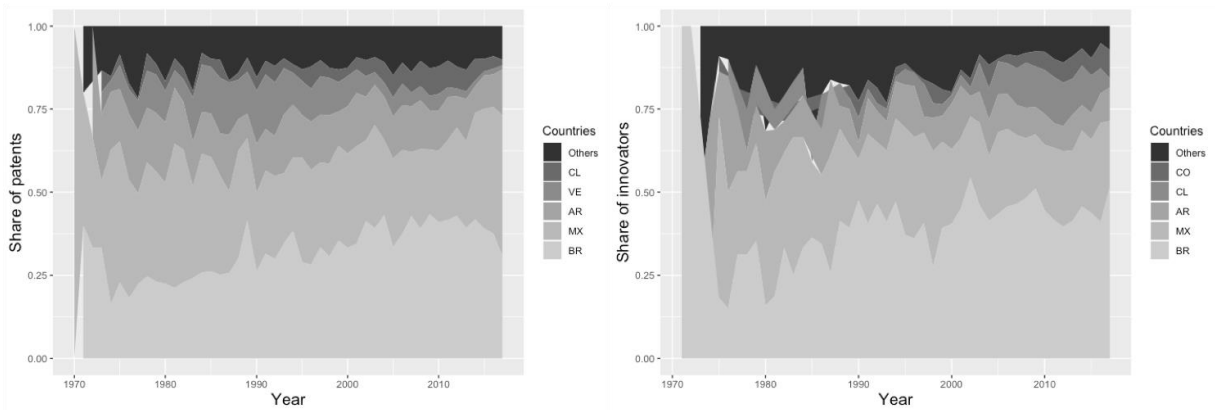 Share of patents
1.00
0.75
0.50
0.25
0.00
1970
1980
1990
2000
2010
Year
Countries
Others
CL
VE
AR
MX
BR
Share of innovators
1.00
0.75
0.50
0.25
0.00
1970
1980
1990
2000
2010
Year
Countries
Others
CO
CL
AR
MX
BR